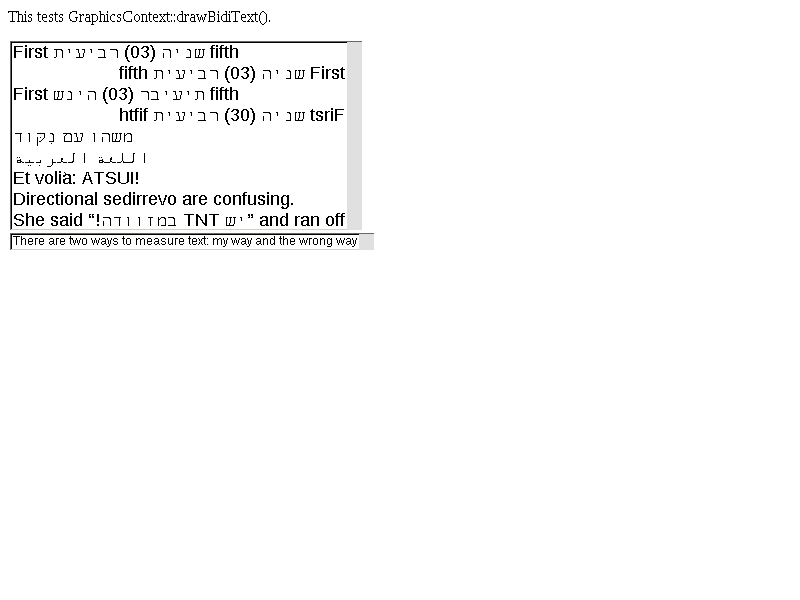 This tests GraphicsContext::drawBidiText().
First שניה (03) רביעית fifth
First שניה (03) רביעית fifth
First הינש (03) תיעיבר fifth
htfif שניה (30) רביעית tsriF
משהו עם נִקּוּד
اللغة العربية
Et voilà: ATSUI!
Directional sedirrevo are confusing.
She said “יש TNT במזוודה!” and ran off
There are two ways to measure text: my way and the wrong way